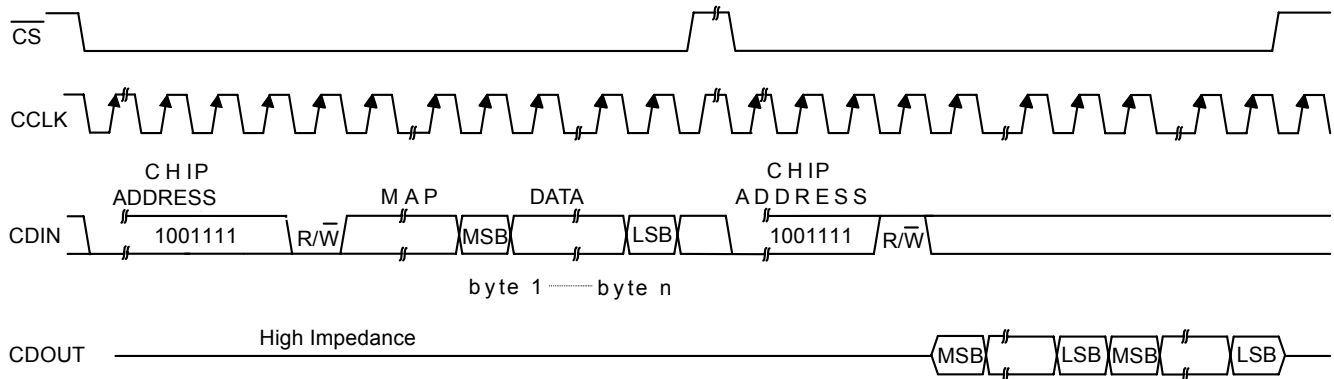 C̅S̅
CCLK
CHIP
ADDRESS
MAP
DATA
CHIP
ADDRESS
CDIN
1001111
R/W̅
MSB
LSB
1001111
R/W̅
byte 1 ········ byte n
High Impedance
CDOUT
MSB
LSB
MSB
LSB